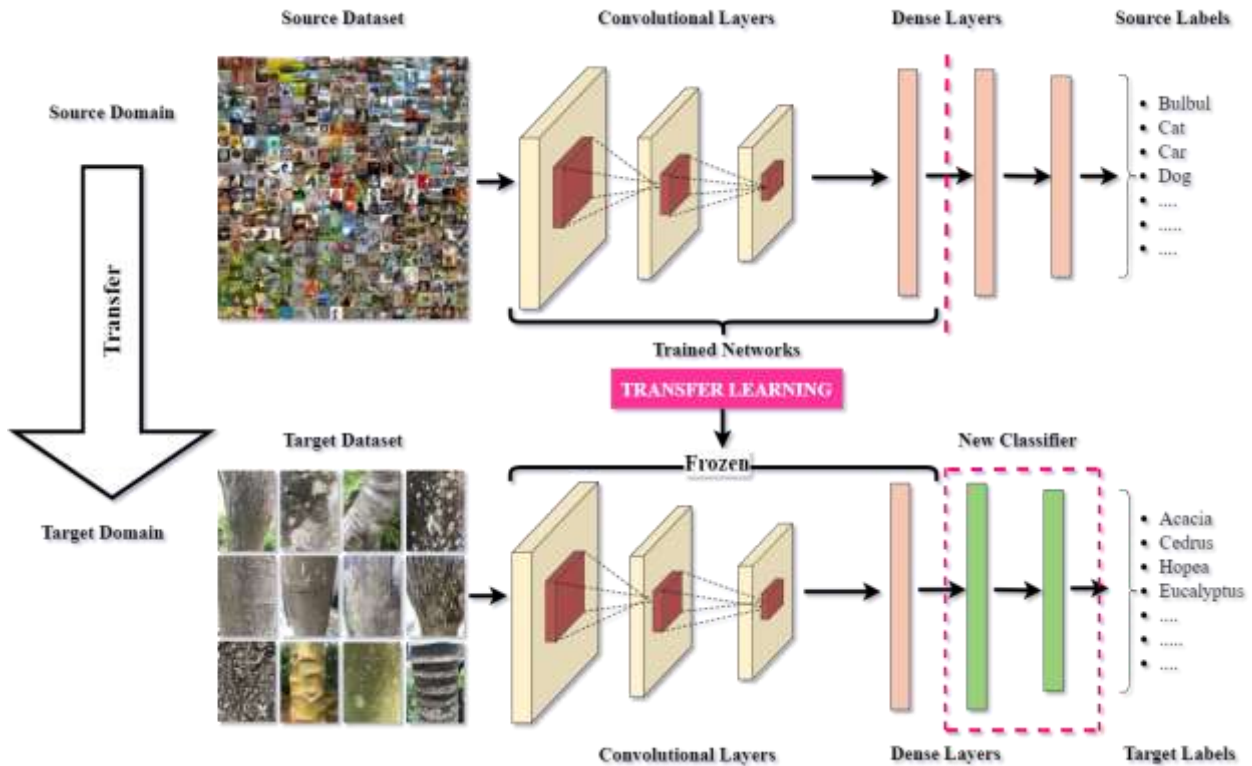 Source Dataset
Convolutional Layers
Dense Layers
Source Labels
Source Domain
• Bulbul
• Cat
• Car
• Dog
• ....
• .....
• ....
Transfer
Trained Networks
TRANSFER LEARNING
Target Dataset
New Classifier
Frozen
Target Domain
• Acacia
• Cedrus
• Hopea
• Eucalyptus
• ....
• .....
• ....
Convolutional Layers
Dense Layers
Target Labels